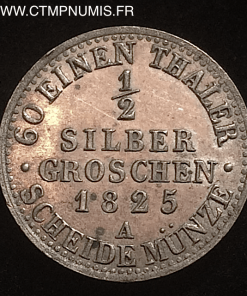 WWW.CTMPNUMIS.FR
60 EINEN THALER
1/2
SILBER
· GROSCHEN ·
1825
A
SCHEIDE MÜNZE